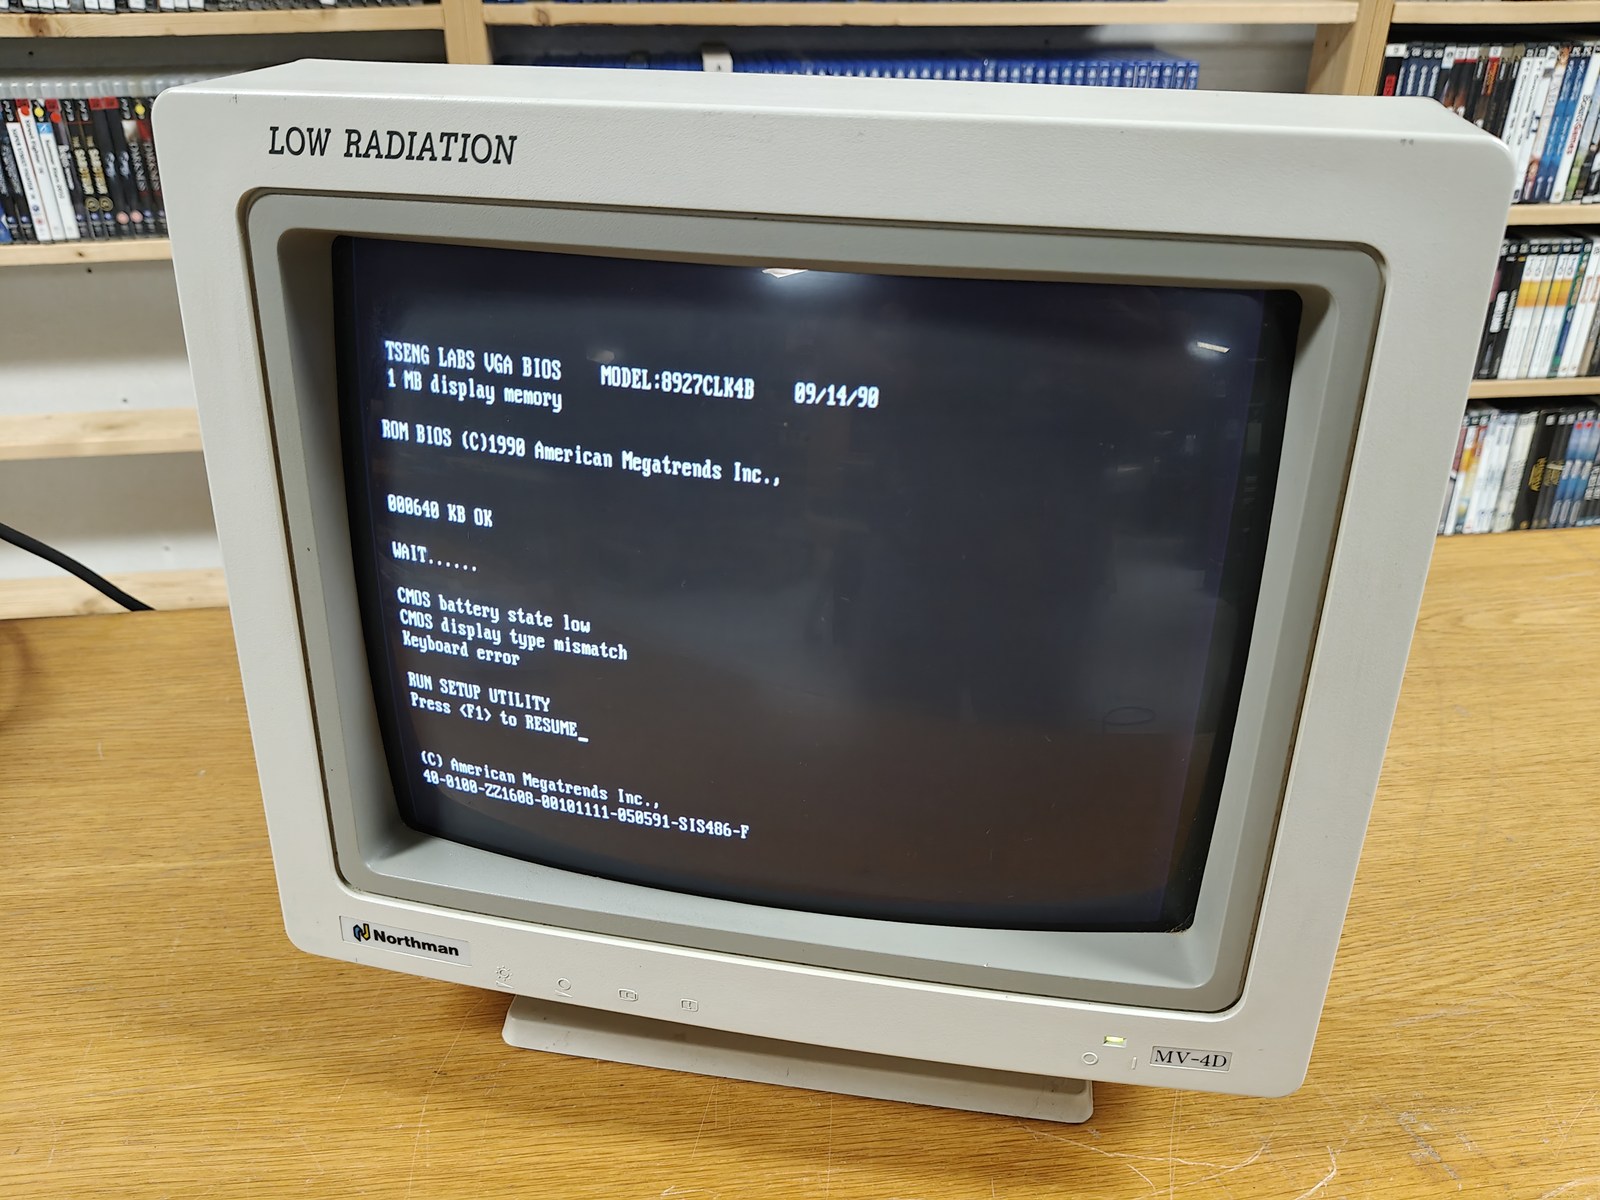 LOW RADIATION
TSENG LABS VGA BIOS MODEL:8927CLK4B 09/14/90
1 MB display memory
ROM BIOS (C)1990 American Megatrends Inc.,
000640 KB OK
WAIT......
CMOS battery state low
CMOS display type mismatch
Keyboard error
RUN SETUP UTILITY
Press <F1> to RESUME_
(C) American Megatrends Inc.,
40-0100-ZZ1608-00101111-050591-SIS486-F
Northman
MV-4D